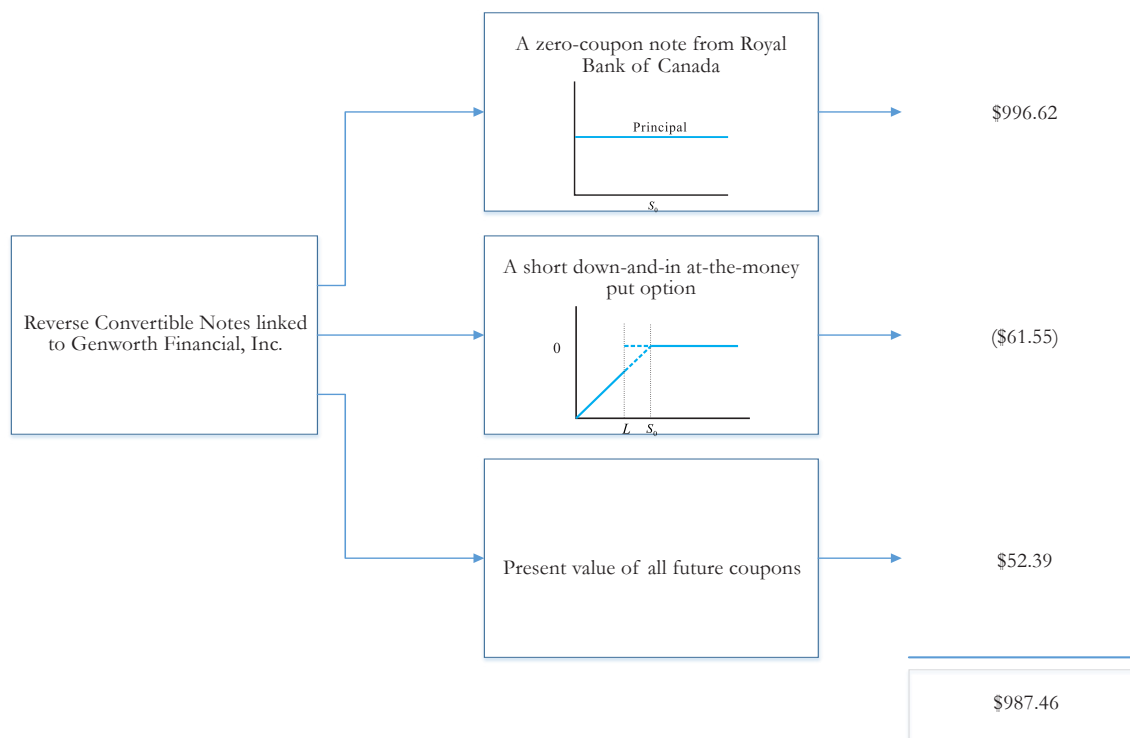 A zero-coupon note from Royal
Bank of Canada
Principal
S₀
$996.62
Reverse Convertible Notes linked
to Genworth Financial, Inc.
A short down-and-in at-the-money
put option
0
L S₀
($61.55)
Present value of all future coupons
$52.39
$987.46